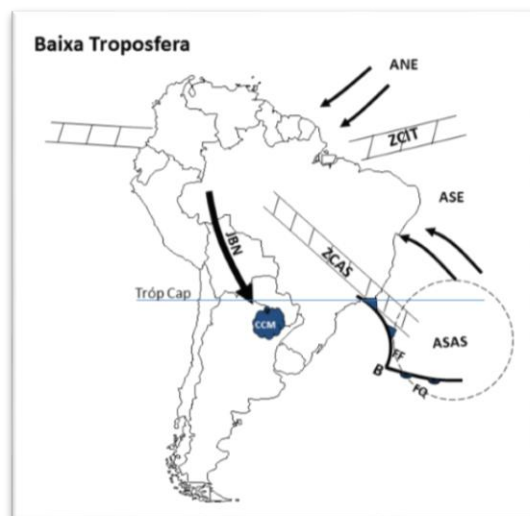 Baixa Troposfera
ANE
ZCIT
ASE
JBN
ZCAS
Tróp Cap
CCM
ASAS
FF
B
FQ